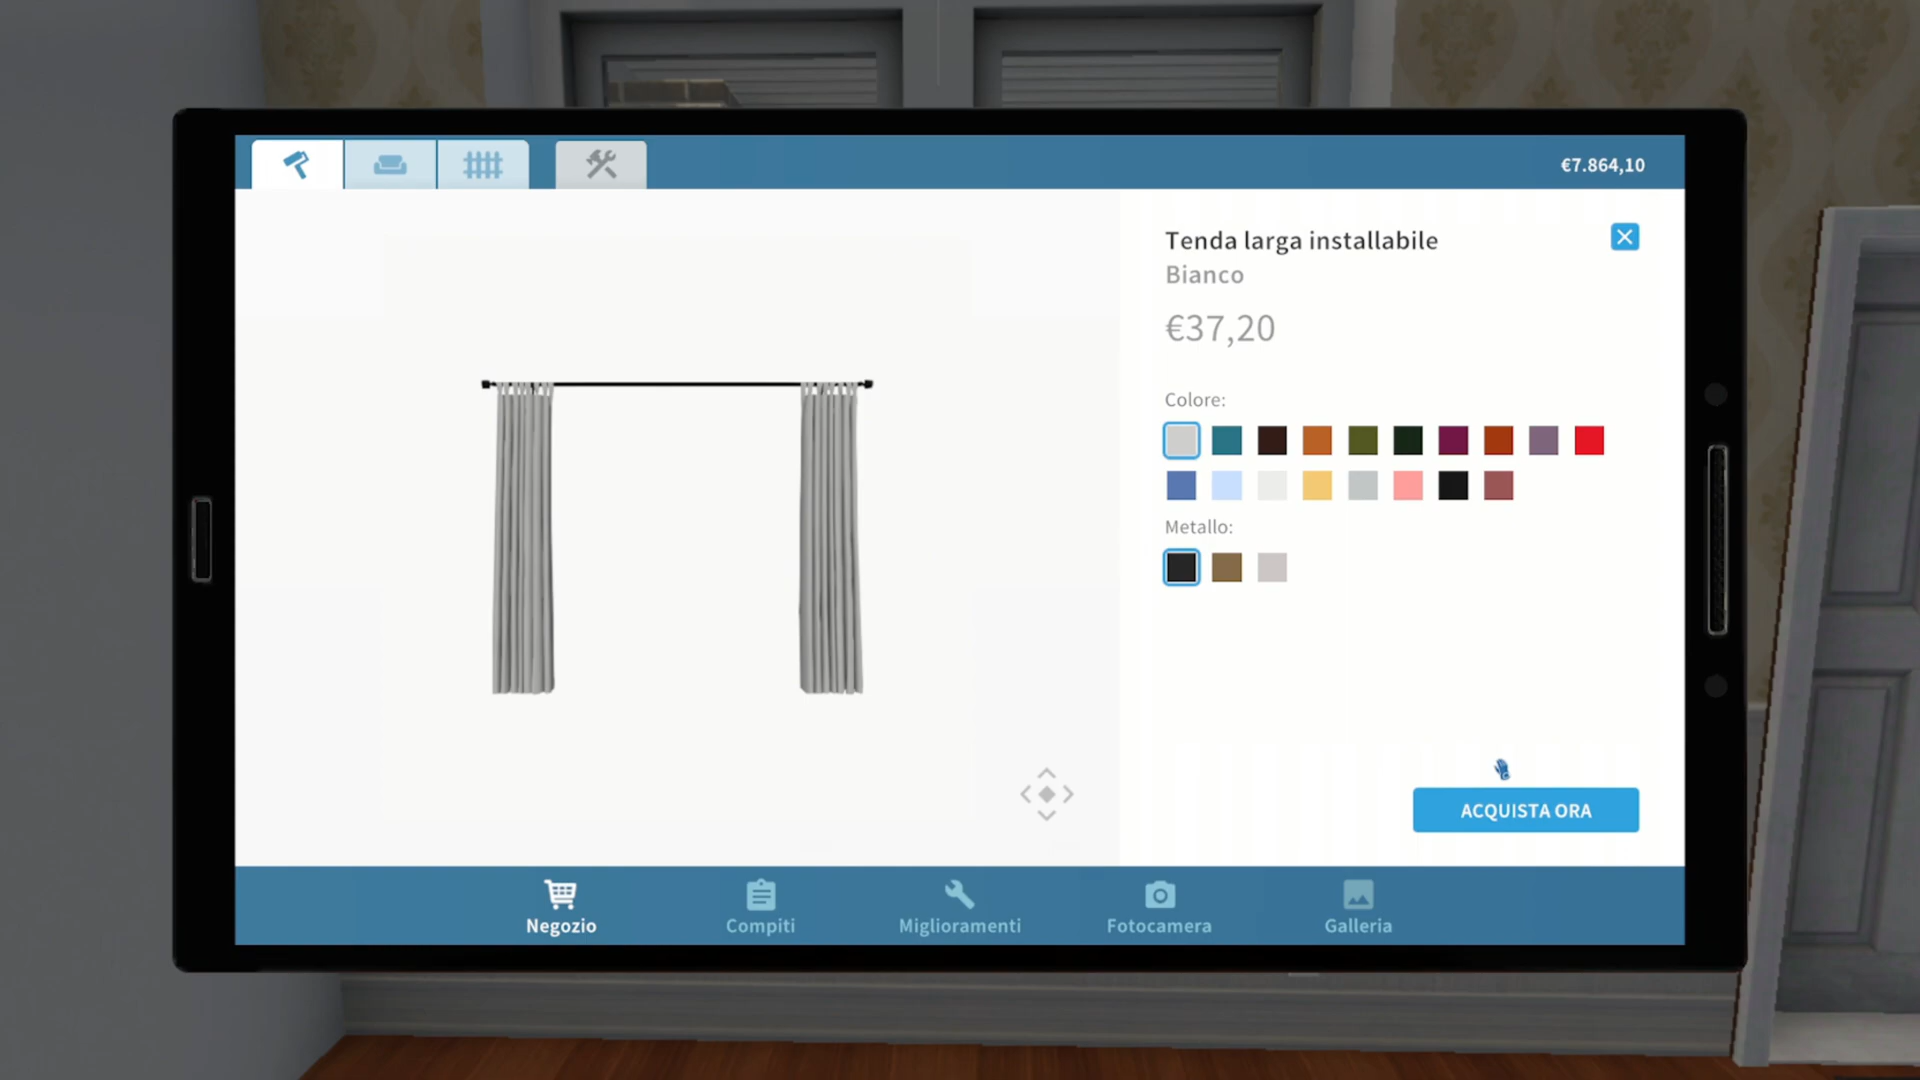 €7.864,10
Tenda larga installabile
Bianco
€37,20
Colore:
Metallo:
ACQUISTA ORA
Negozio
Compiti
Miglioramenti
Fotocamera
Galleria